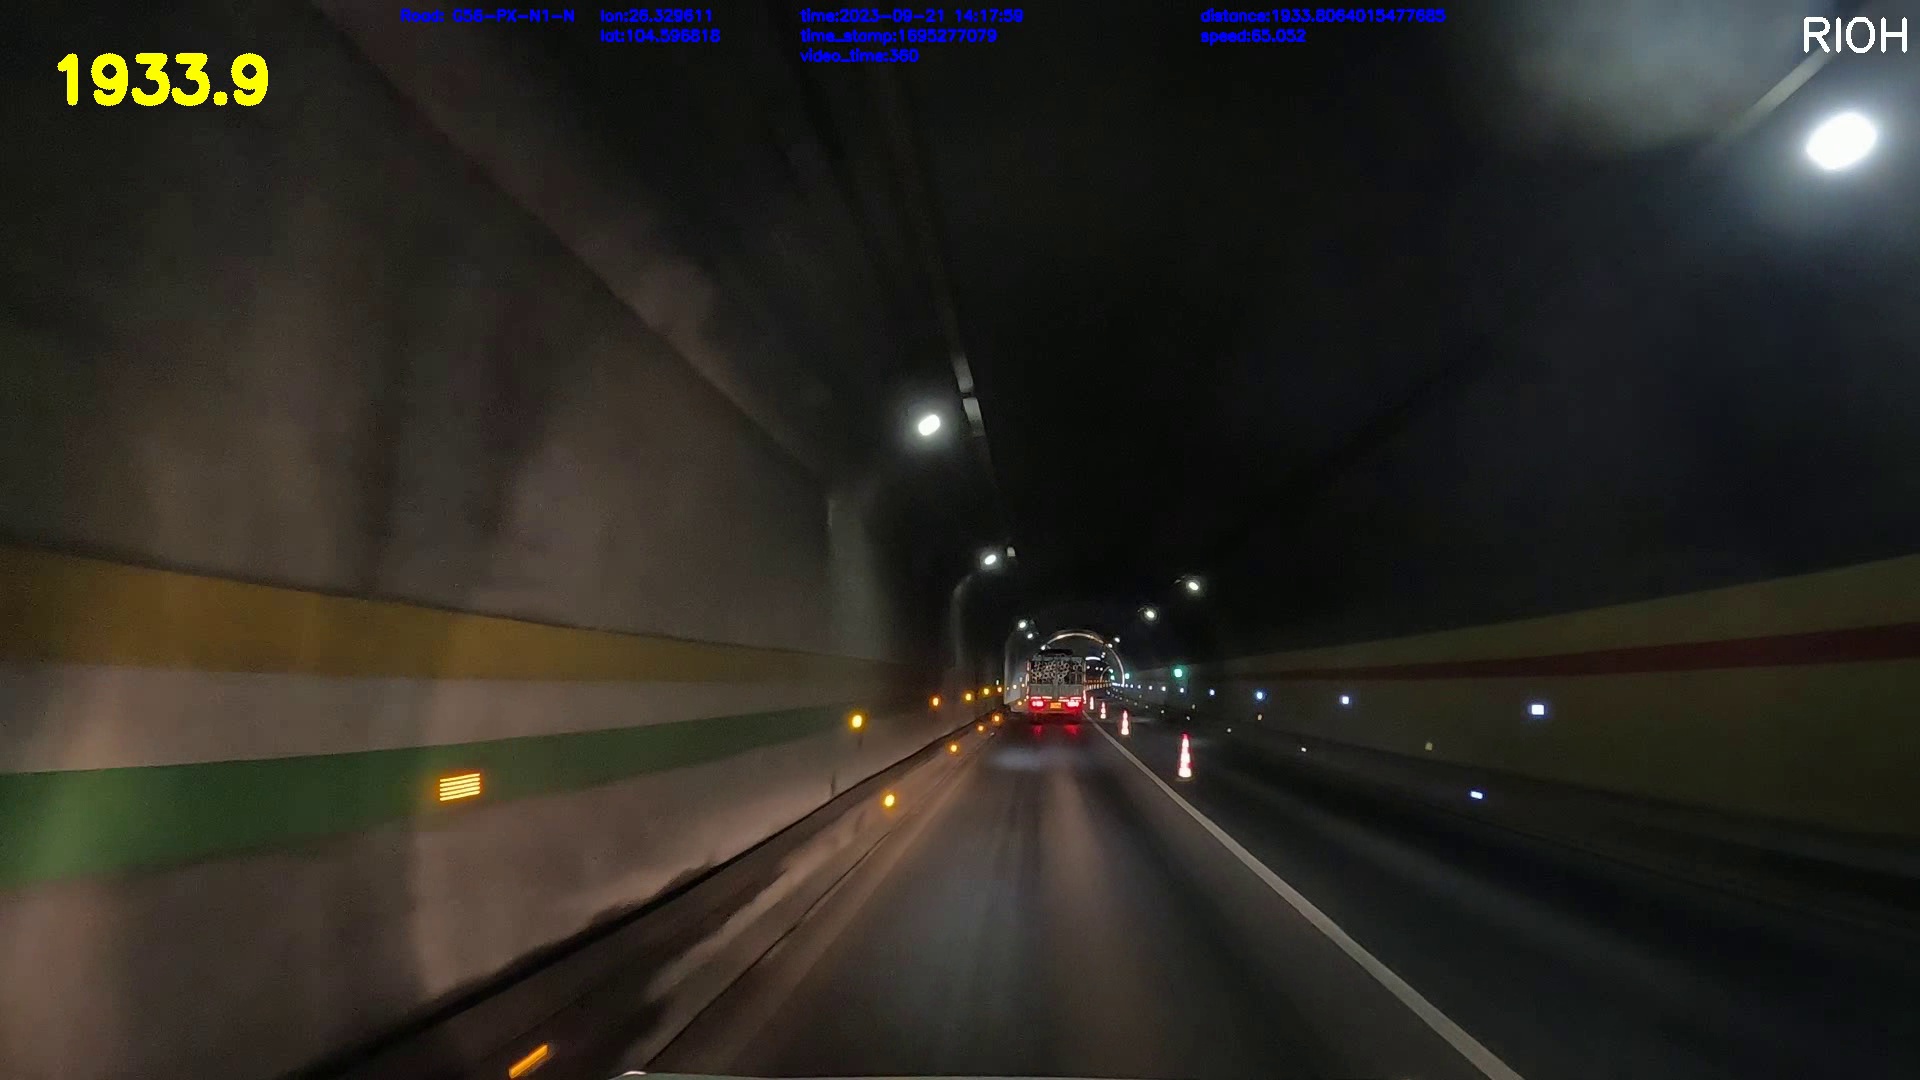 Road: G56-PX-N1-N lon:26.329611 time:2023-09-21 14:17:59 distance:1933.8064015477685
lat:104.596818 time_stamp:1695277079 speed:65.052
video_time:360
RIOH
1933.9